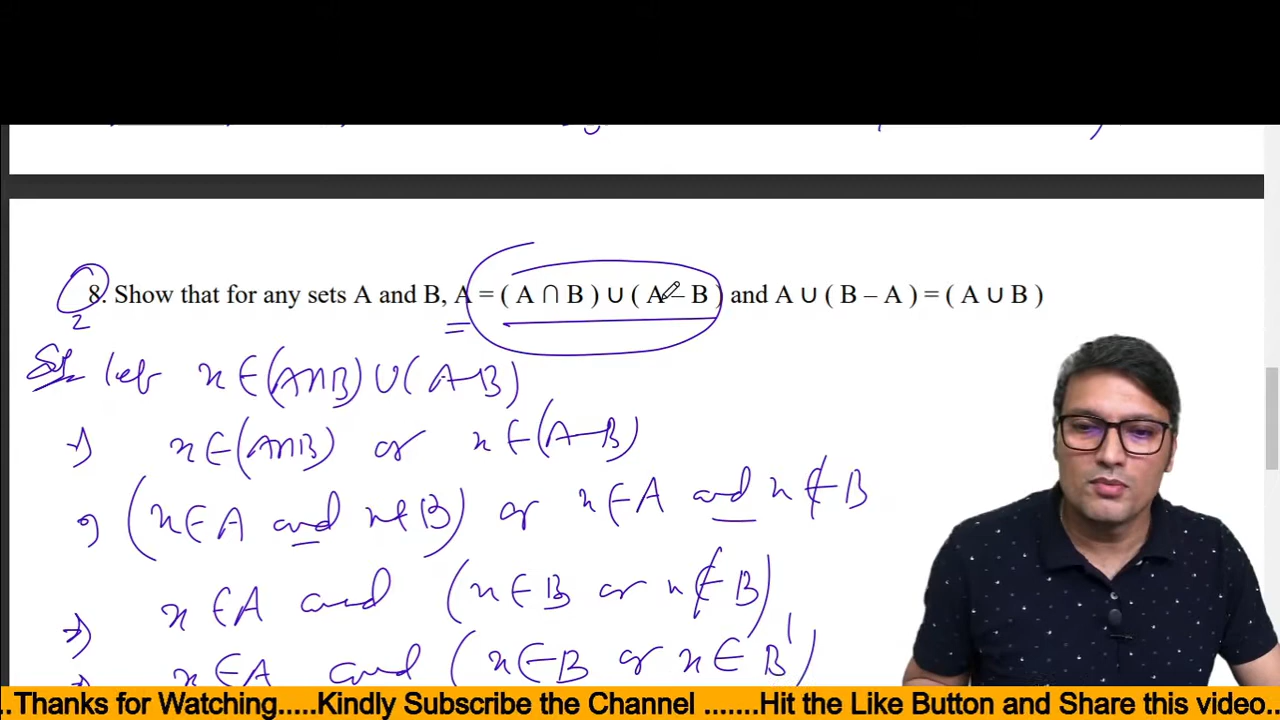 8. Show that for any sets A and B, A = ( A ∩ B ) ∪ ( A – B ) and A ∪ ( B – A ) = ( A ∪ B )
2
Sol let x ∈ (A∩B) ∪ (A–B)
⇒ x ∈ (A∩B) or x ∈ (A–B)
⇒ (x ∈ A and x ∈ B) or x ∈ A and x ∉ B
⇒ x ∈ A and (x ∈ B or x ∉ B)
⇒ x ∈ A and (x ∈ B or x ∈ B')
..Thanks for Watching.....Kindly Subscribe the Channel .......Hit the Like Button and Share this video..